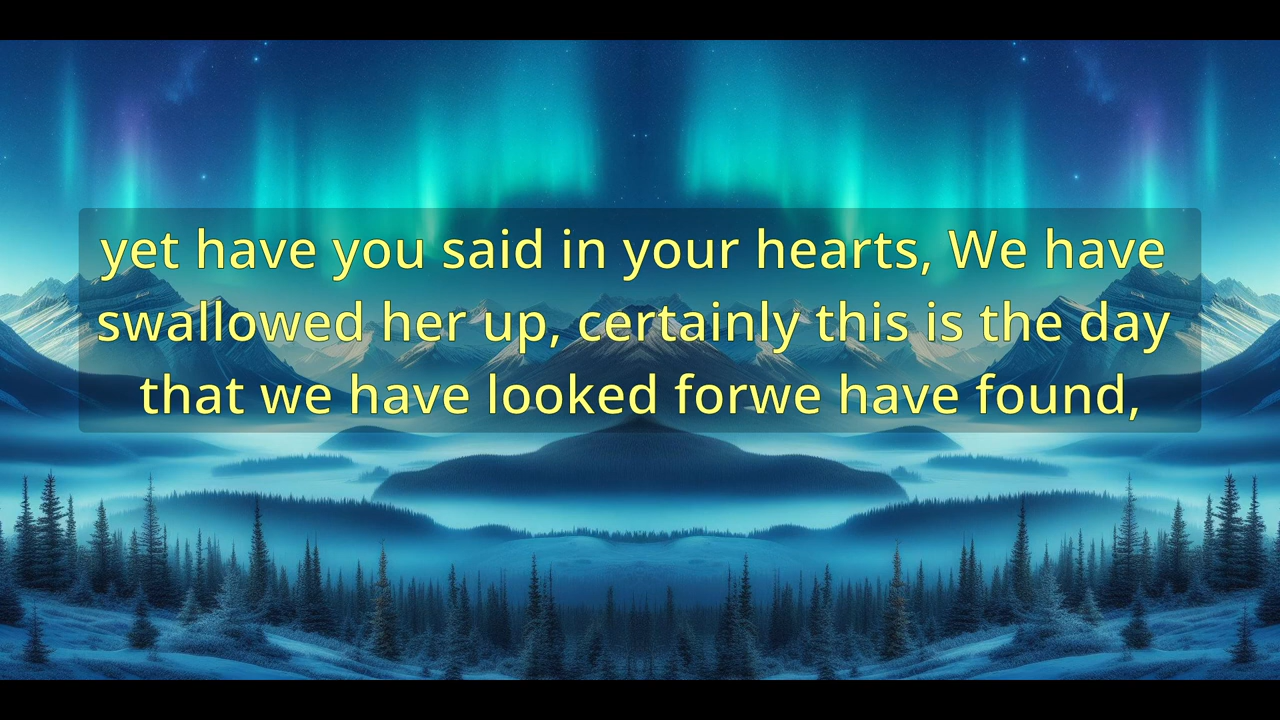 yet have you said in your hearts, We have
swallowed her up, certainly this is the day
that we have looked forwe have found,